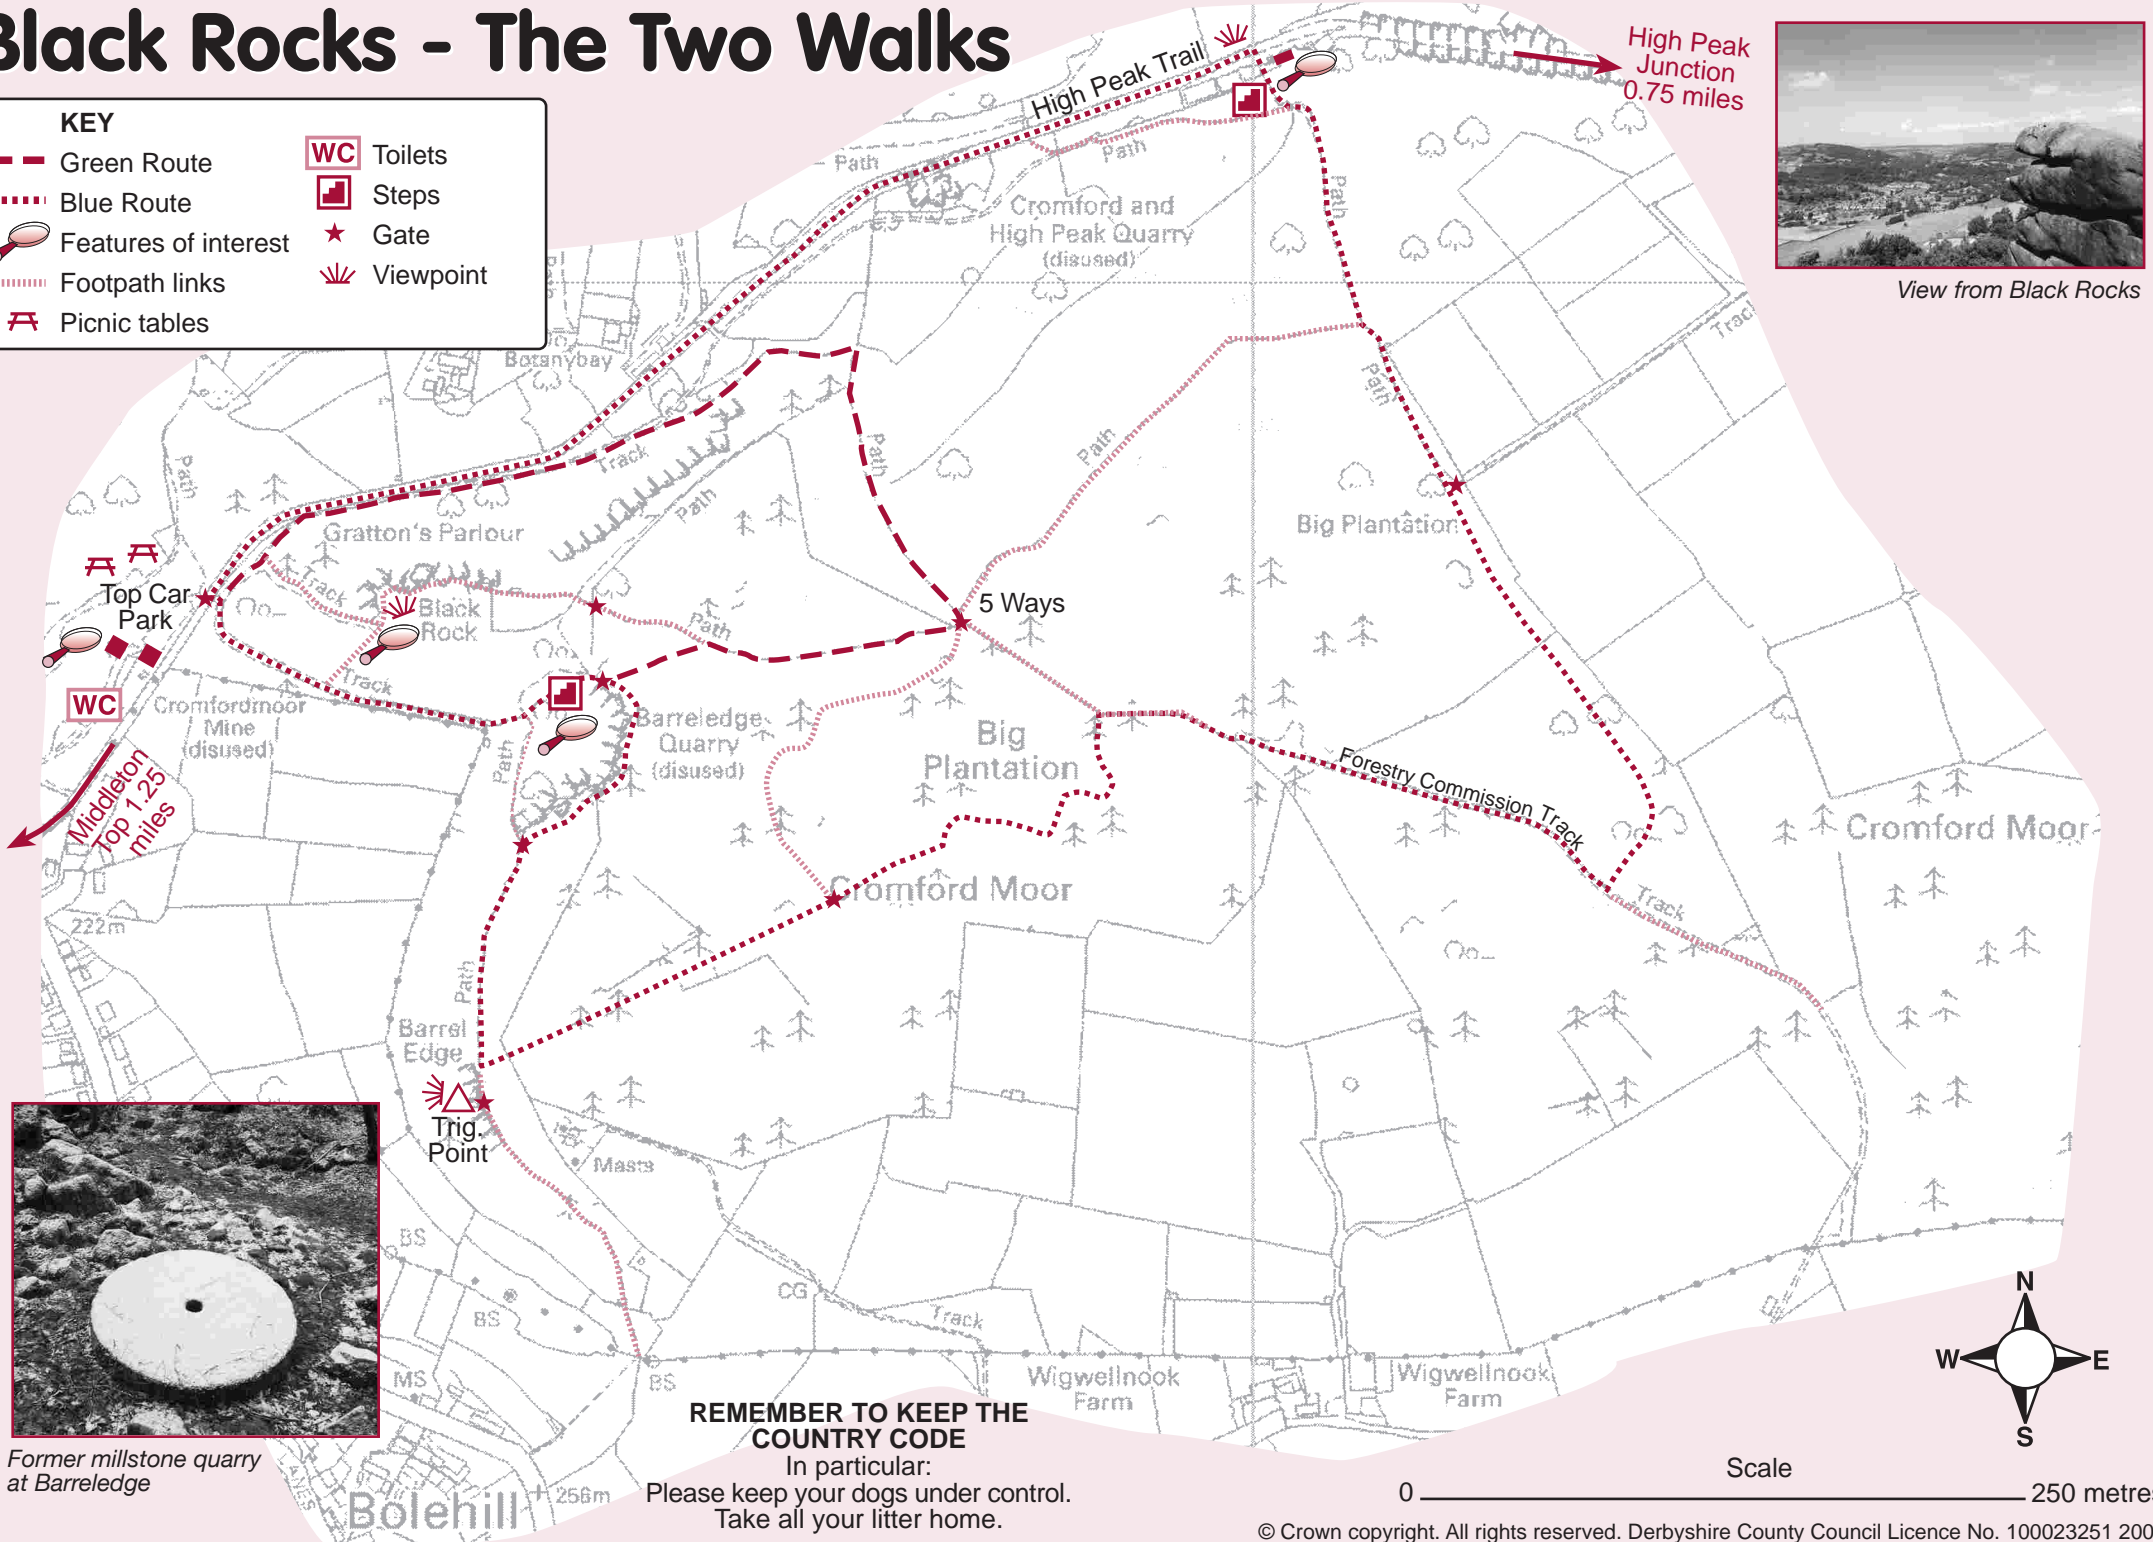 Black Rocks - The Two Walks
KEY
Green Route
Blue Route
Features of interest
Footpath links
Picnic tables
WC Toilets
Steps
Gate
Viewpoint
High Peak Trail
High Peak
Junction
0.75 miles
View from Black Rocks
Path
Path
Path
Cromford and
High Peak Quarry
(disused)
Track
Botanybay
Path
Path
Path
Path
Track
Path
Gratton's Parlour
Big Plantation
Top Car
Park
Track
Black
Rock
Path
5 Ways
WC
Track
Cromfordmoor
Mine
(disused)
Path
Barreledge
Quarry
(disused)
Big
Plantation
Forestry Commission Track
Middleton
Top 1.25
miles
Cromford Moor
Cromford Moor
Track
222m
Path
Barrel
Edge
Trig.
Point
Masts
BS
BS
CG
Track
MS
BS
Wigwellnook
Farm
Wigwellnook
Farm
N
W
E
S
Former millstone quarry
at Barreledge
Bolehill
256m
REMEMBER TO KEEP THE
COUNTRY CODE
In particular:
Please keep your dogs under control.
Take all your litter home.
Scale
0 250 metres
© Crown copyright. All rights reserved. Derbyshire County Council Licence No. 100023251 200